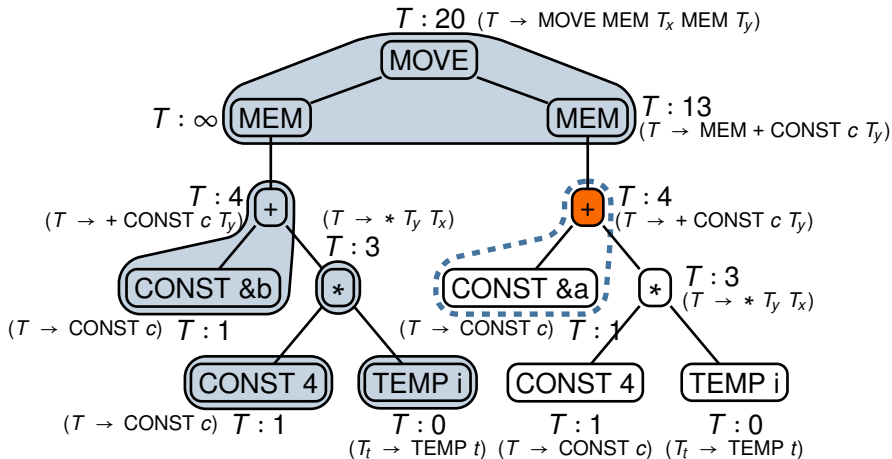 T : 20 (T → MOVE MEM Tx MEM Ty)
MOVE
T : ∞ MEM
MEM T : 13
(T → MEM + CONST c Ty)
T : 4
(T → + CONST c Ty)
+
(T → * Ty Tx)
T : 3
+
T : 4
(T → + CONST c Ty)
CONST &b
*
CONST &a
*
T : 3
(T → * Ty Tx)
(T → CONST c) T : 1
(T → CONST c) T : 1
CONST 4
TEMP i
CONST 4
TEMP i
(T → CONST c) T : 1
T : 0
(Tt → TEMP t)
T : 1
(T → CONST c)
T : 0
(Tt → TEMP t)